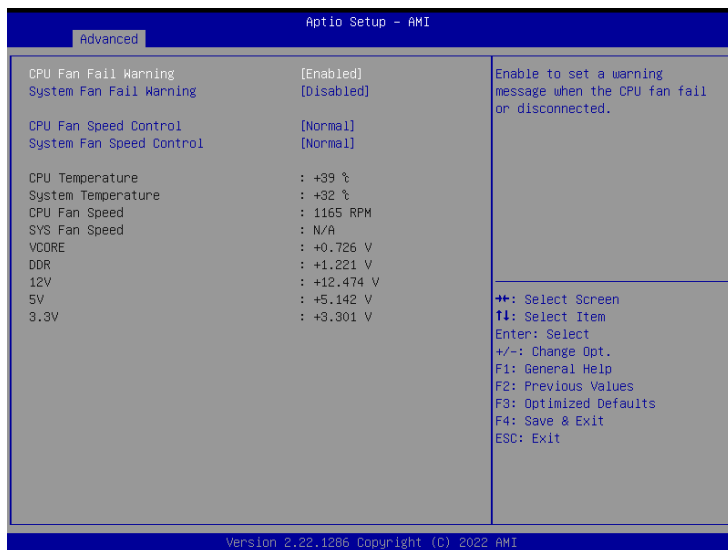 Aptio Setup – AMI
Advanced
CPU Fan Fail Warning [Enabled]
System Fan Fail Warning [Disabled]
CPU Fan Speed Control [Normal]
System Fan Speed Control [Normal]
CPU Temperature : +39 ℃
System Temperature : +32 ℃
CPU Fan Speed : 1165 RPM
SYS Fan Speed : N/A
VCORE : +0.726 V
DDR : +1.221 V
12V : +12.474 V
5V : +5.142 V
3.3V : +3.301 V
Enable to set a warning
message when the CPU fan fail
or disconnected.
→←: Select Screen
↑↓: Select Item
Enter: Select
+/-: Change Opt.
F1: General Help
F2: Previous Values
F3: Optimized Defaults
F4: Save & Exit
ESC: Exit
Version 2.22.1286 Copyright (C) 2022 AMI